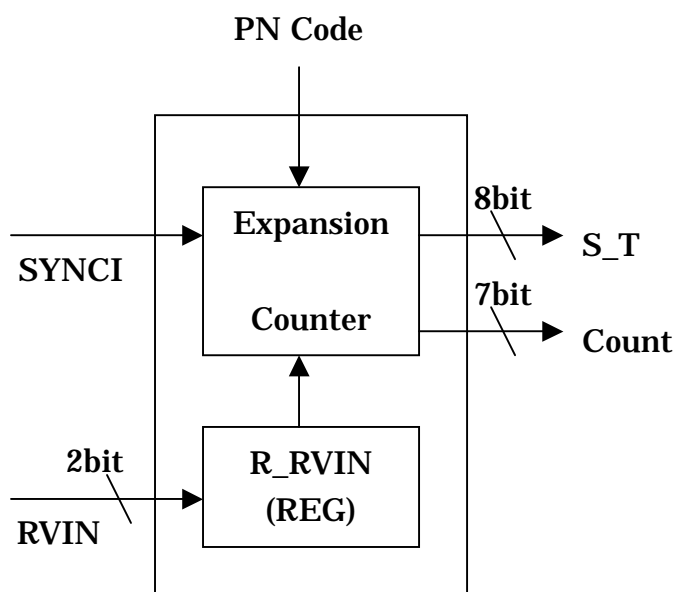 PN Code
8bit
Expansion
S_T
SYNCI
7bit
Counter
Count
2bit
R_RVIN
(REG)
RVIN